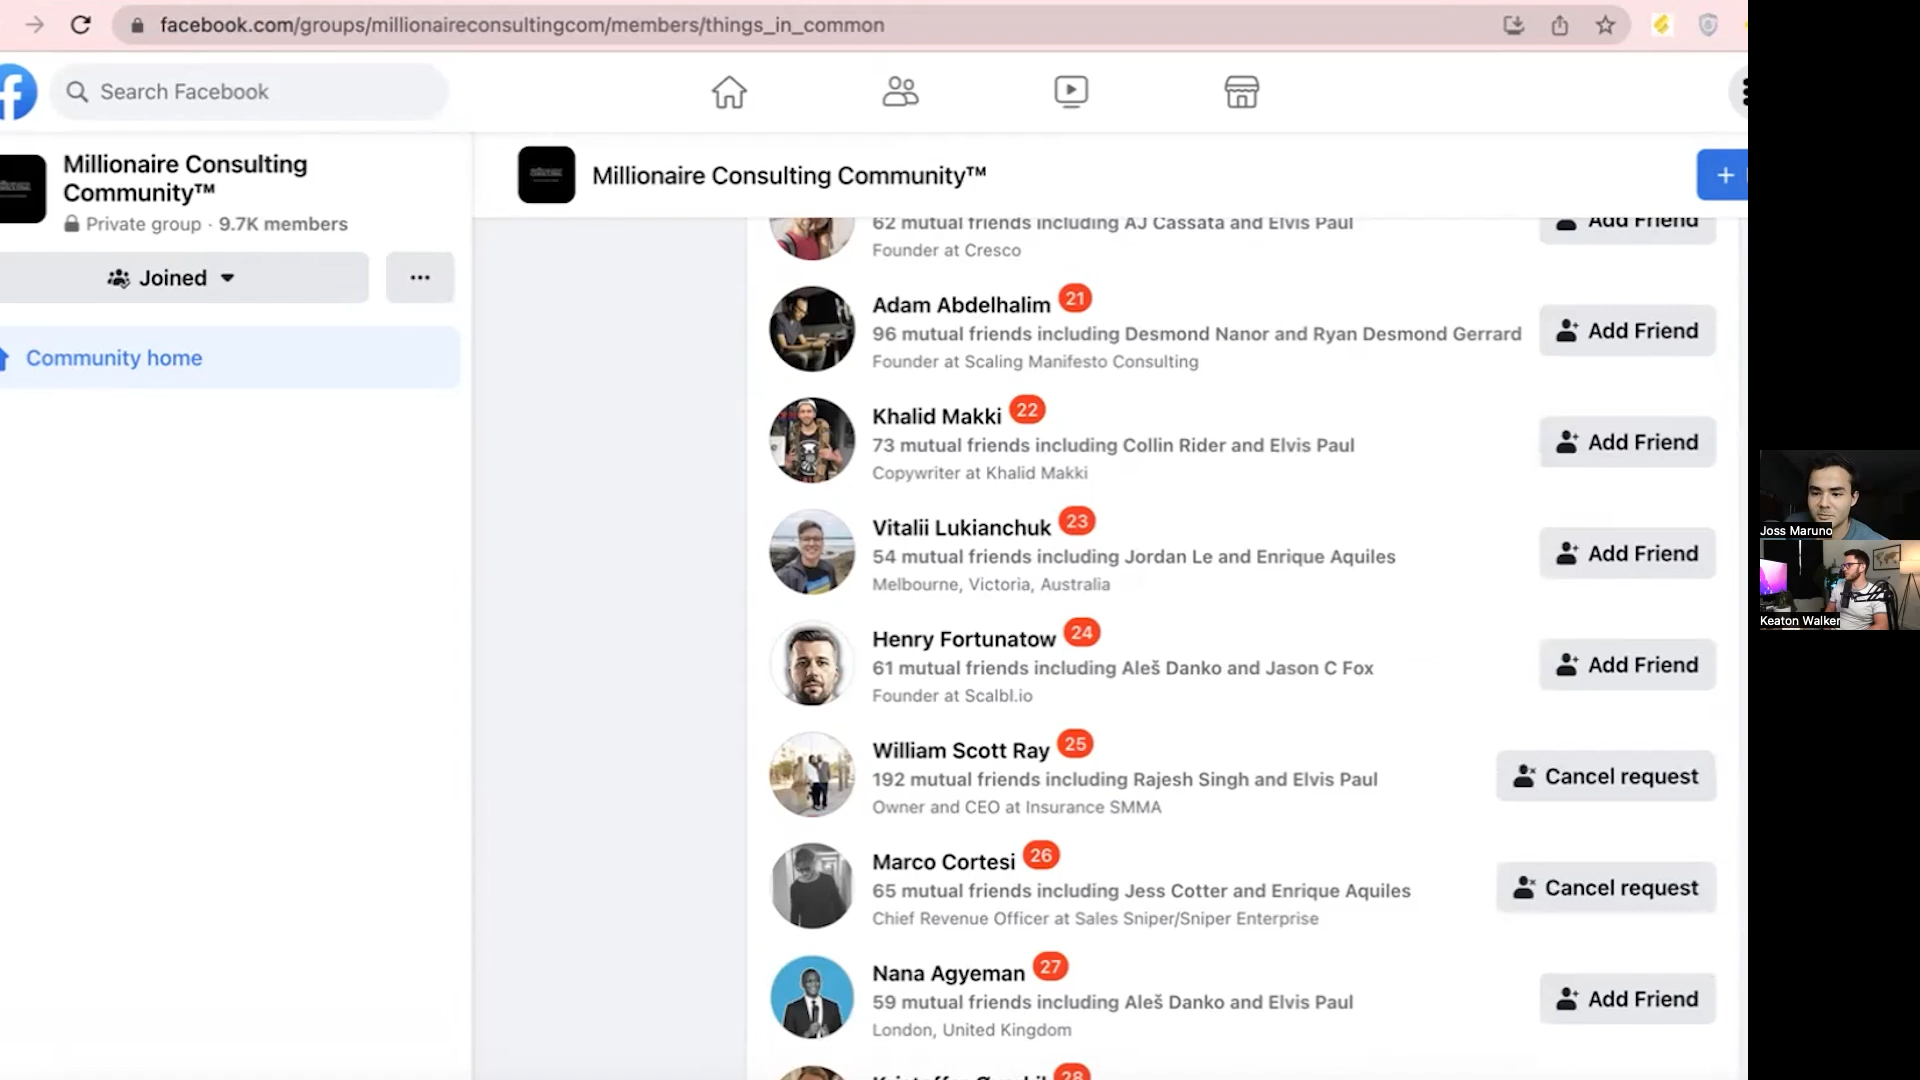 facebook.com/groups/millionaireconsultingcom/members/things_in_common
Search Facebook
Millionaire Consulting
Community™
Private group · 9.7K members
Joined
Community home
Millionaire Consulting Community™
+
62 mutual friends including AJ Cassata and Elvis Paul
Founder at Cresco
Add Friend
Adam Abdelhalim 21
96 mutual friends including Desmond Nanor and Ryan Desmond Gerrard
Founder at Scaling Manifesto Consulting
Add Friend
Khalid Makki 22
73 mutual friends including Collin Rider and Elvis Paul
Copywriter at Khalid Makki
Add Friend
Vitalii Lukianchuk 23
54 mutual friends including Jordan Le and Enrique Aquiles
Melbourne, Victoria, Australia
Add Friend
Henry Fortunatow 24
61 mutual friends including Aleš Danko and Jason C Fox
Founder at Scalbl.io
Add Friend
William Scott Ray 25
192 mutual friends including Rajesh Singh and Elvis Paul
Owner and CEO at Insurance SMMA
Cancel request
Marco Cortesi 26
65 mutual friends including Jess Cotter and Enrique Aquiles
Chief Revenue Officer at Sales Sniper/Sniper Enterprise
Cancel request
Nana Agyeman 27
59 mutual friends including Aleš Danko and Elvis Paul
London, United Kingdom
Add Friend
28
Joss Maruno
Keaton Walker